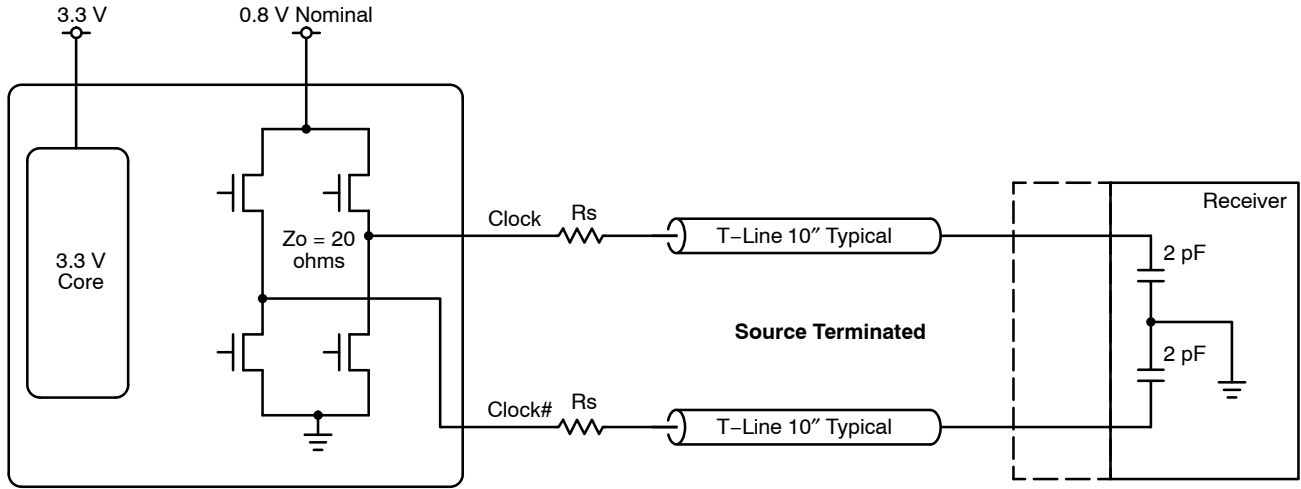 3.3 V
0.8 V Nominal
3.3 V
Core
Zo = 20
ohms
Clock
Rs
T–Line 10″ Typical
Receiver
2 pF
Source Terminated
2 pF
Clock#
Rs
T–Line 10″ Typical